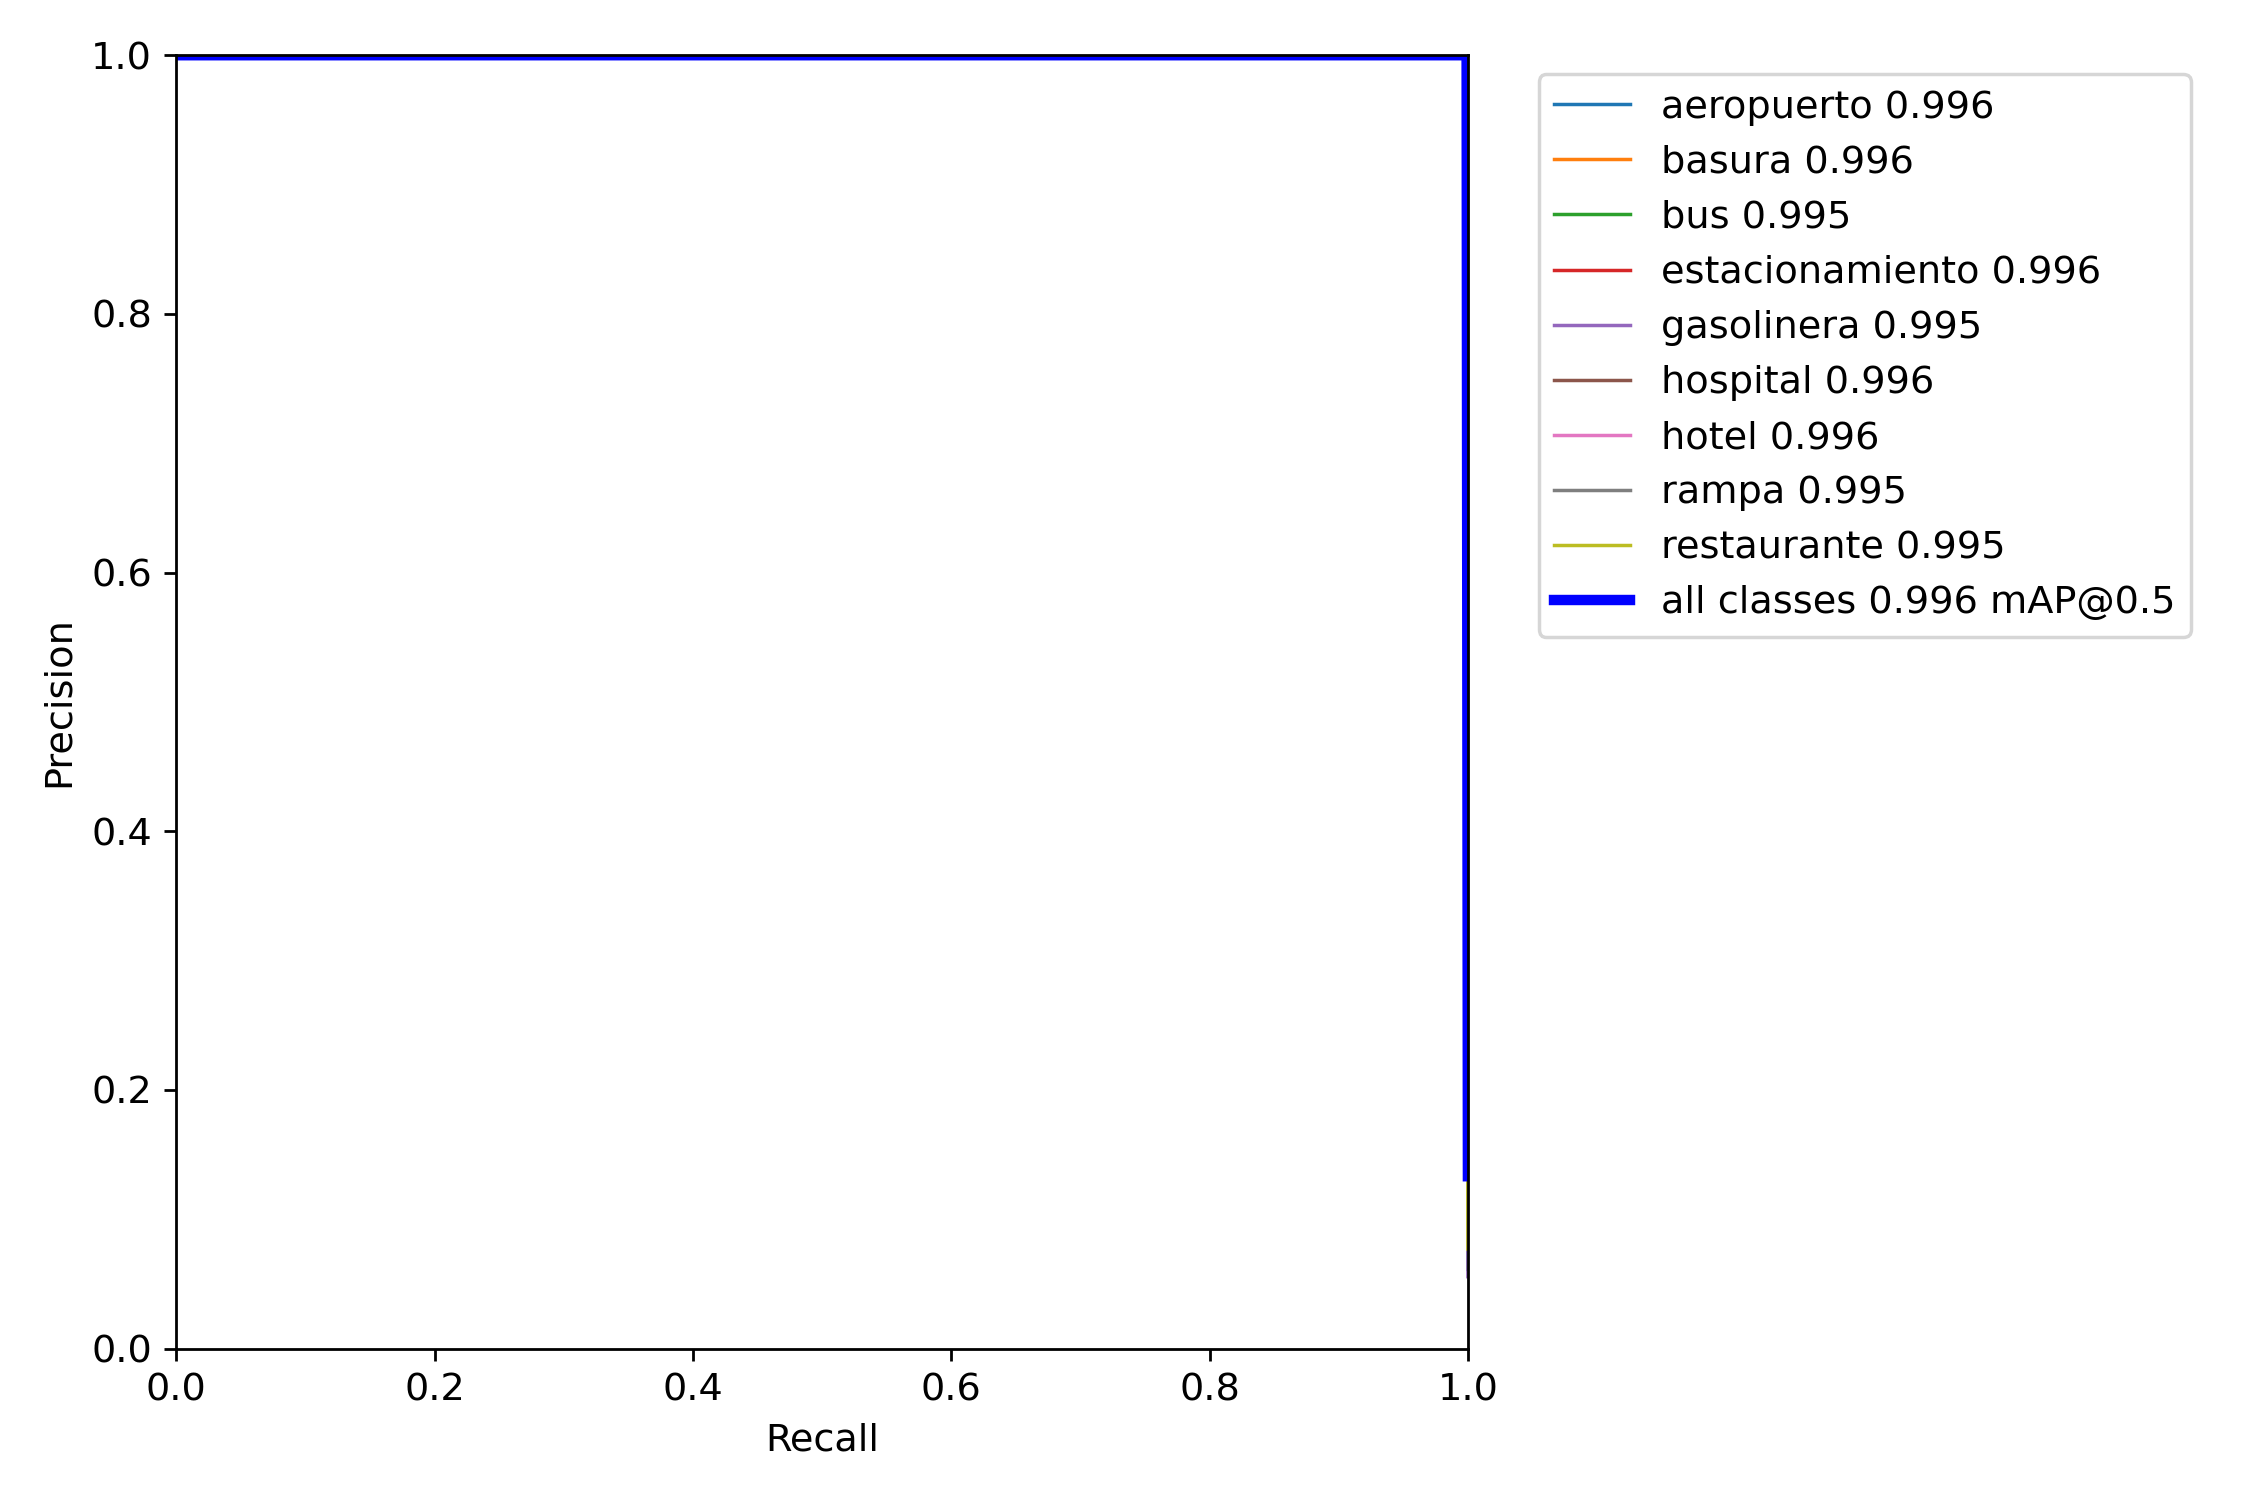 1.0
0.8
0.6
0.4
0.2
0.0
Precision
0.0 0.2 0.4 0.6 0.8 1.0
Recall
aeropuerto 0.996
basura 0.996
bus 0.995
estacionamiento 0.996
gasolinera 0.995
hospital 0.996
hotel 0.996
rampa 0.995
restaurante 0.995
all classes 0.996 mAP@0.5